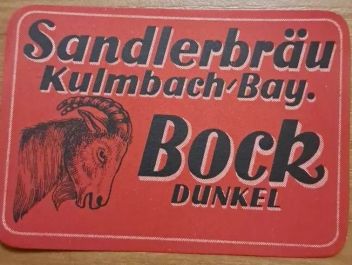 Sandlerbräu
Kulmbach-Bay.
Bock
DUNKEL